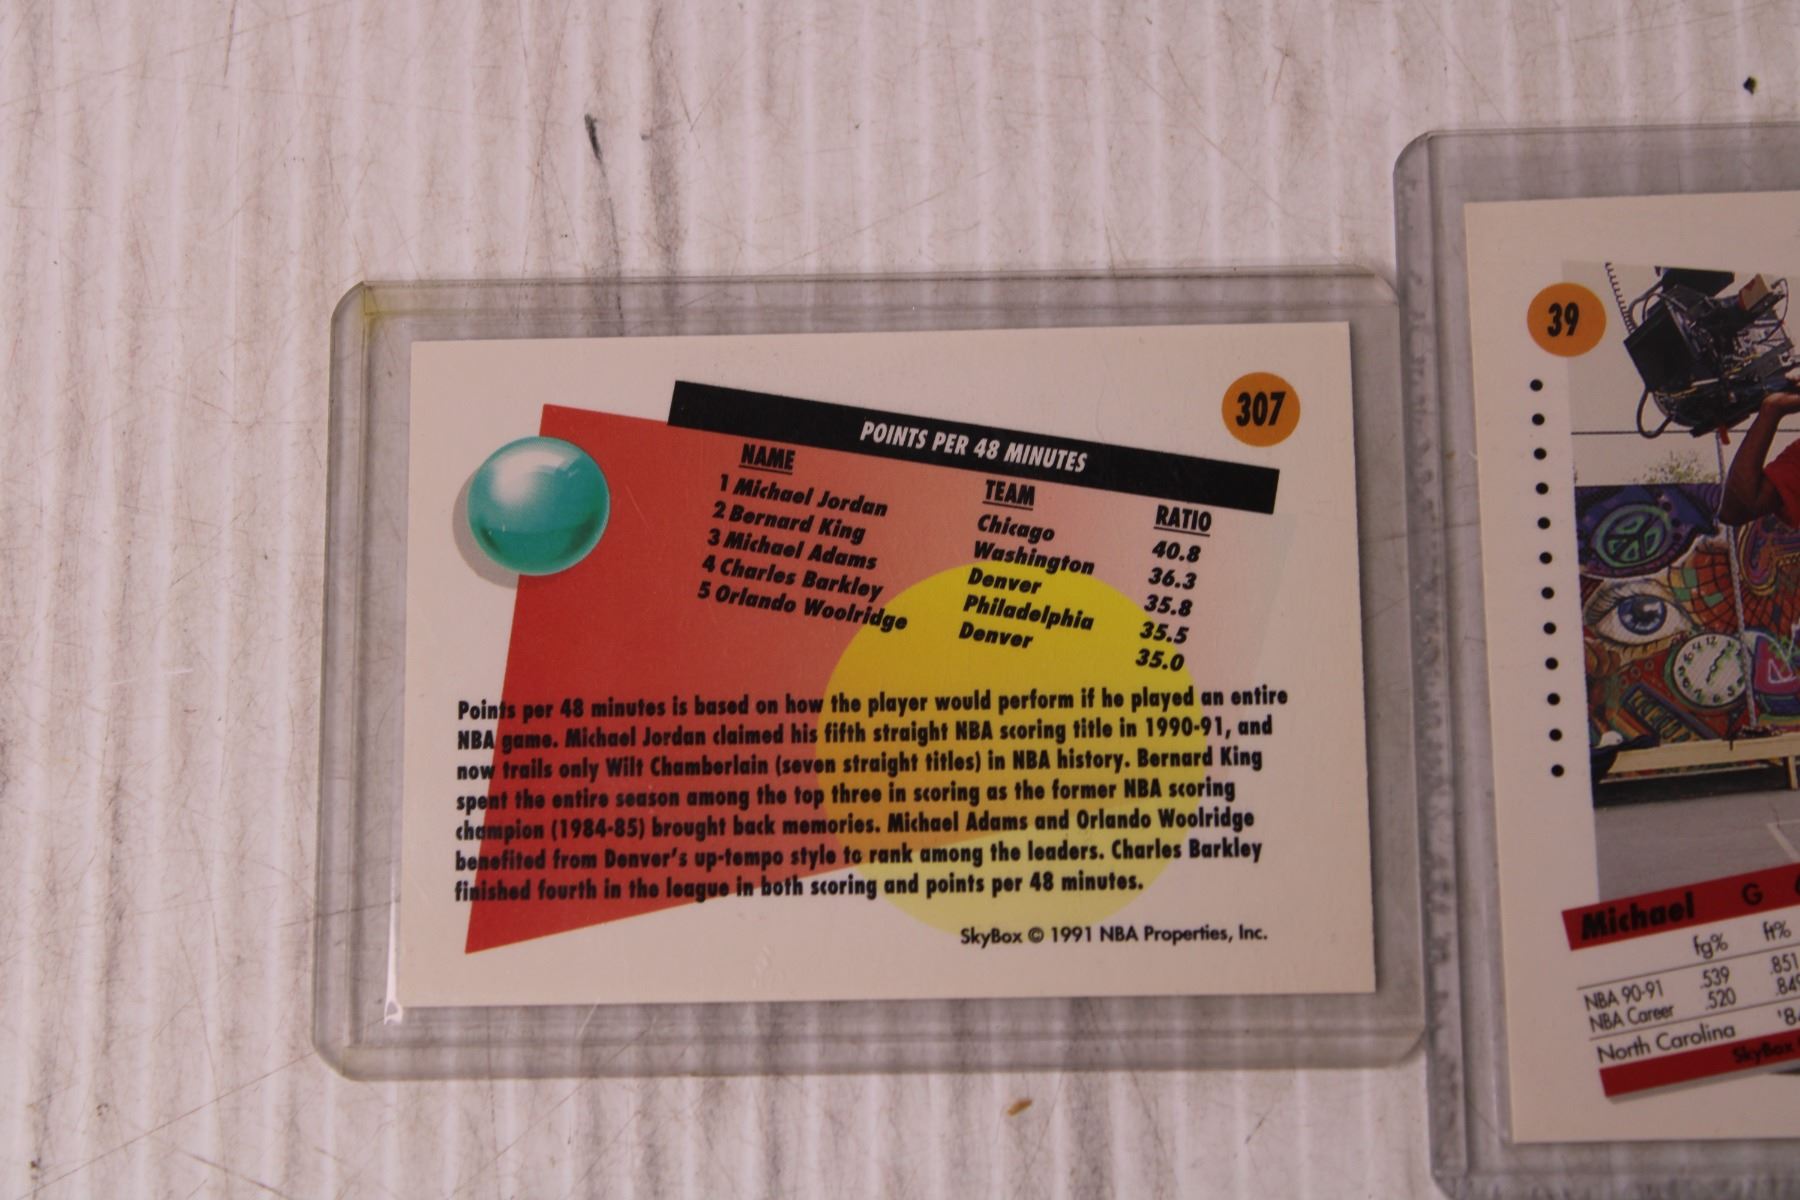 307
POINTS PER 48 MINUTES
NAME TEAM RATIO
1 Michael Jordan Chicago 40.8
2 Bernard King Washington 36.3
3 Michael Adams Denver 35.8
4 Charles Barkley Philadelphia 35.5
5 Orlando Woolridge Denver 35.0
Points per 48 minutes is based on how the player would perform if he played an entire
NBA game. Michael Jordan claimed his fifth straight NBA scoring title in 1990-91, and
now trails only Wilt Chamberlain (seven straight titles) in NBA history. Bernard King
spent the entire season among the top three in scoring as the former NBA scoring
champion (1984-85) brought back memories. Michael Adams and Orlando Woolridge
benefited from Denver's up-tempo style to rank among the leaders. Charles Barkley
finished fourth in the league in both scoring and points per 48 minutes.
SkyBox © 1991 NBA Properties, Inc.
39
Michael G
fg% ft%
NBA 90-91 .539 .851
NBA Career .520 .849
North Carolina '8
SkyBox